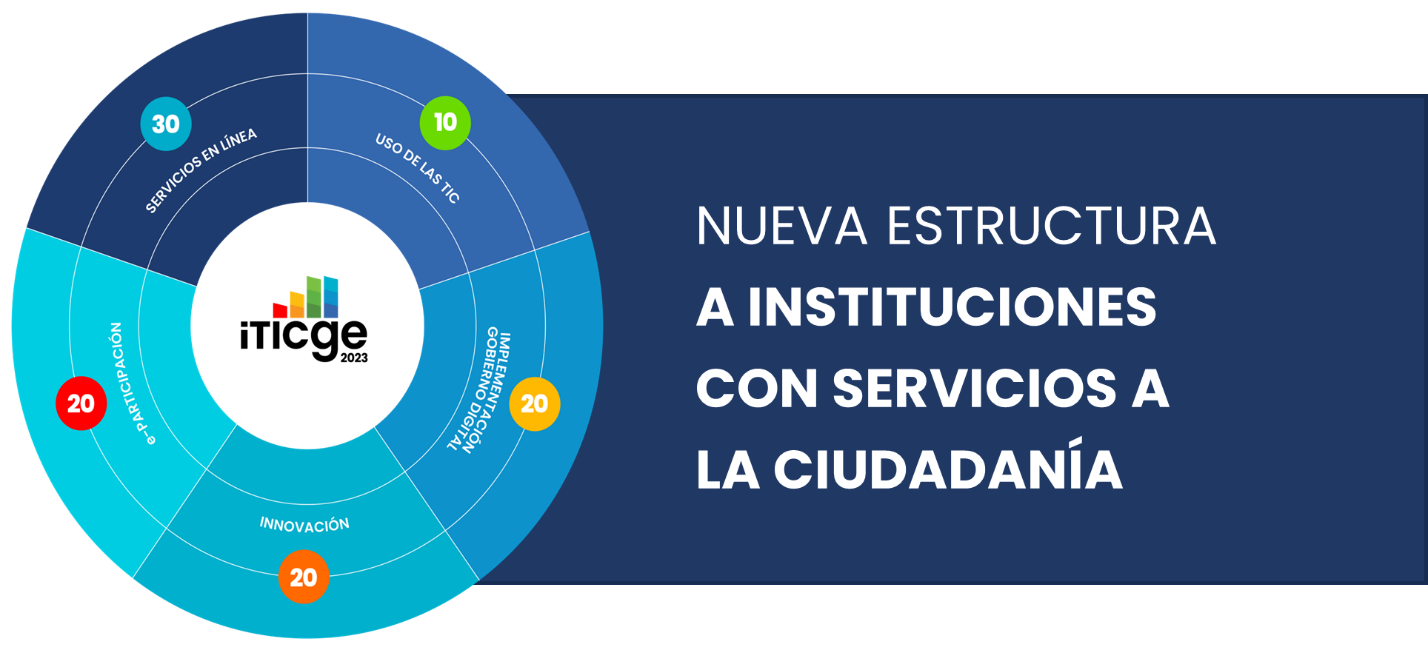 30
SERVICIOS EN LÍNEA
10
USO DE LAS TIC
20
IMPLEMENTACIÓN
GOBIERNO DIGITAL
20
INNOVACIÓN
20
e-PARTICIPACIÓN
iTICge
2023
NUEVA ESTRUCTURA
A INSTITUCIONES
CON SERVICIOS A
LA CIUDADANÍA